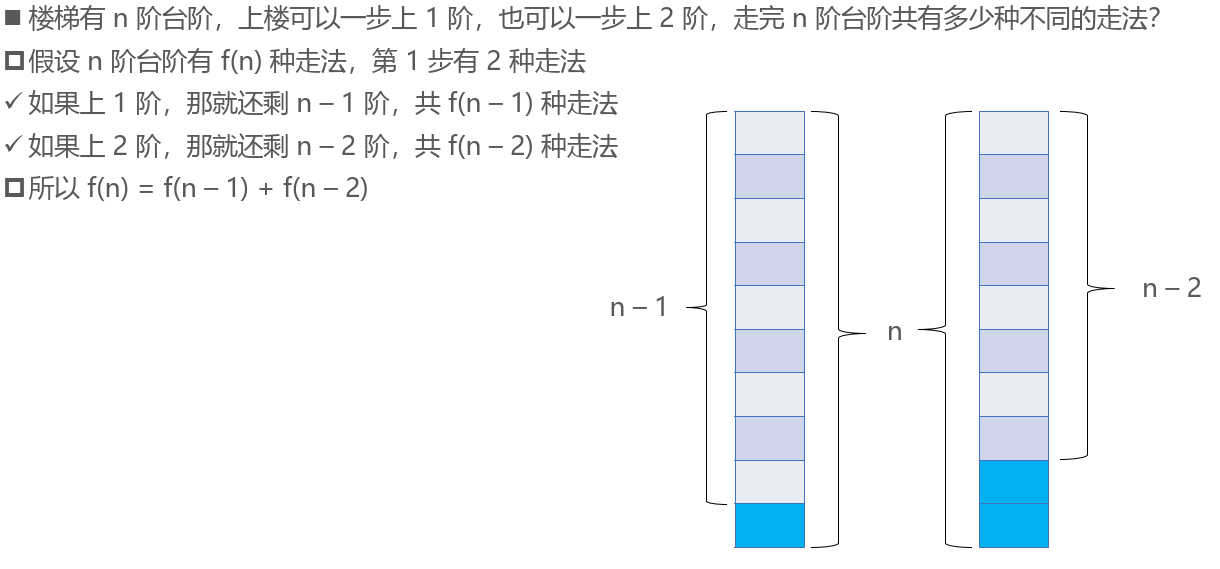 ■ 楼梯有 n 阶台阶，上楼可以一步上 1 阶，也可以一步上 2 阶，走完 n 阶台阶共有多少种不同的走法？
假设 n 阶台阶有 f(n) 种走法，第 1 步有 2 种走法
✓ 如果上 1 阶，那就还剩 n – 1 阶，共 f(n – 1) 种走法
✓ 如果上 2 阶，那就还剩 n – 2 阶，共 f(n – 2) 种走法
所以 f(n) = f(n – 1) + f(n – 2)
n – 1
n
n – 2